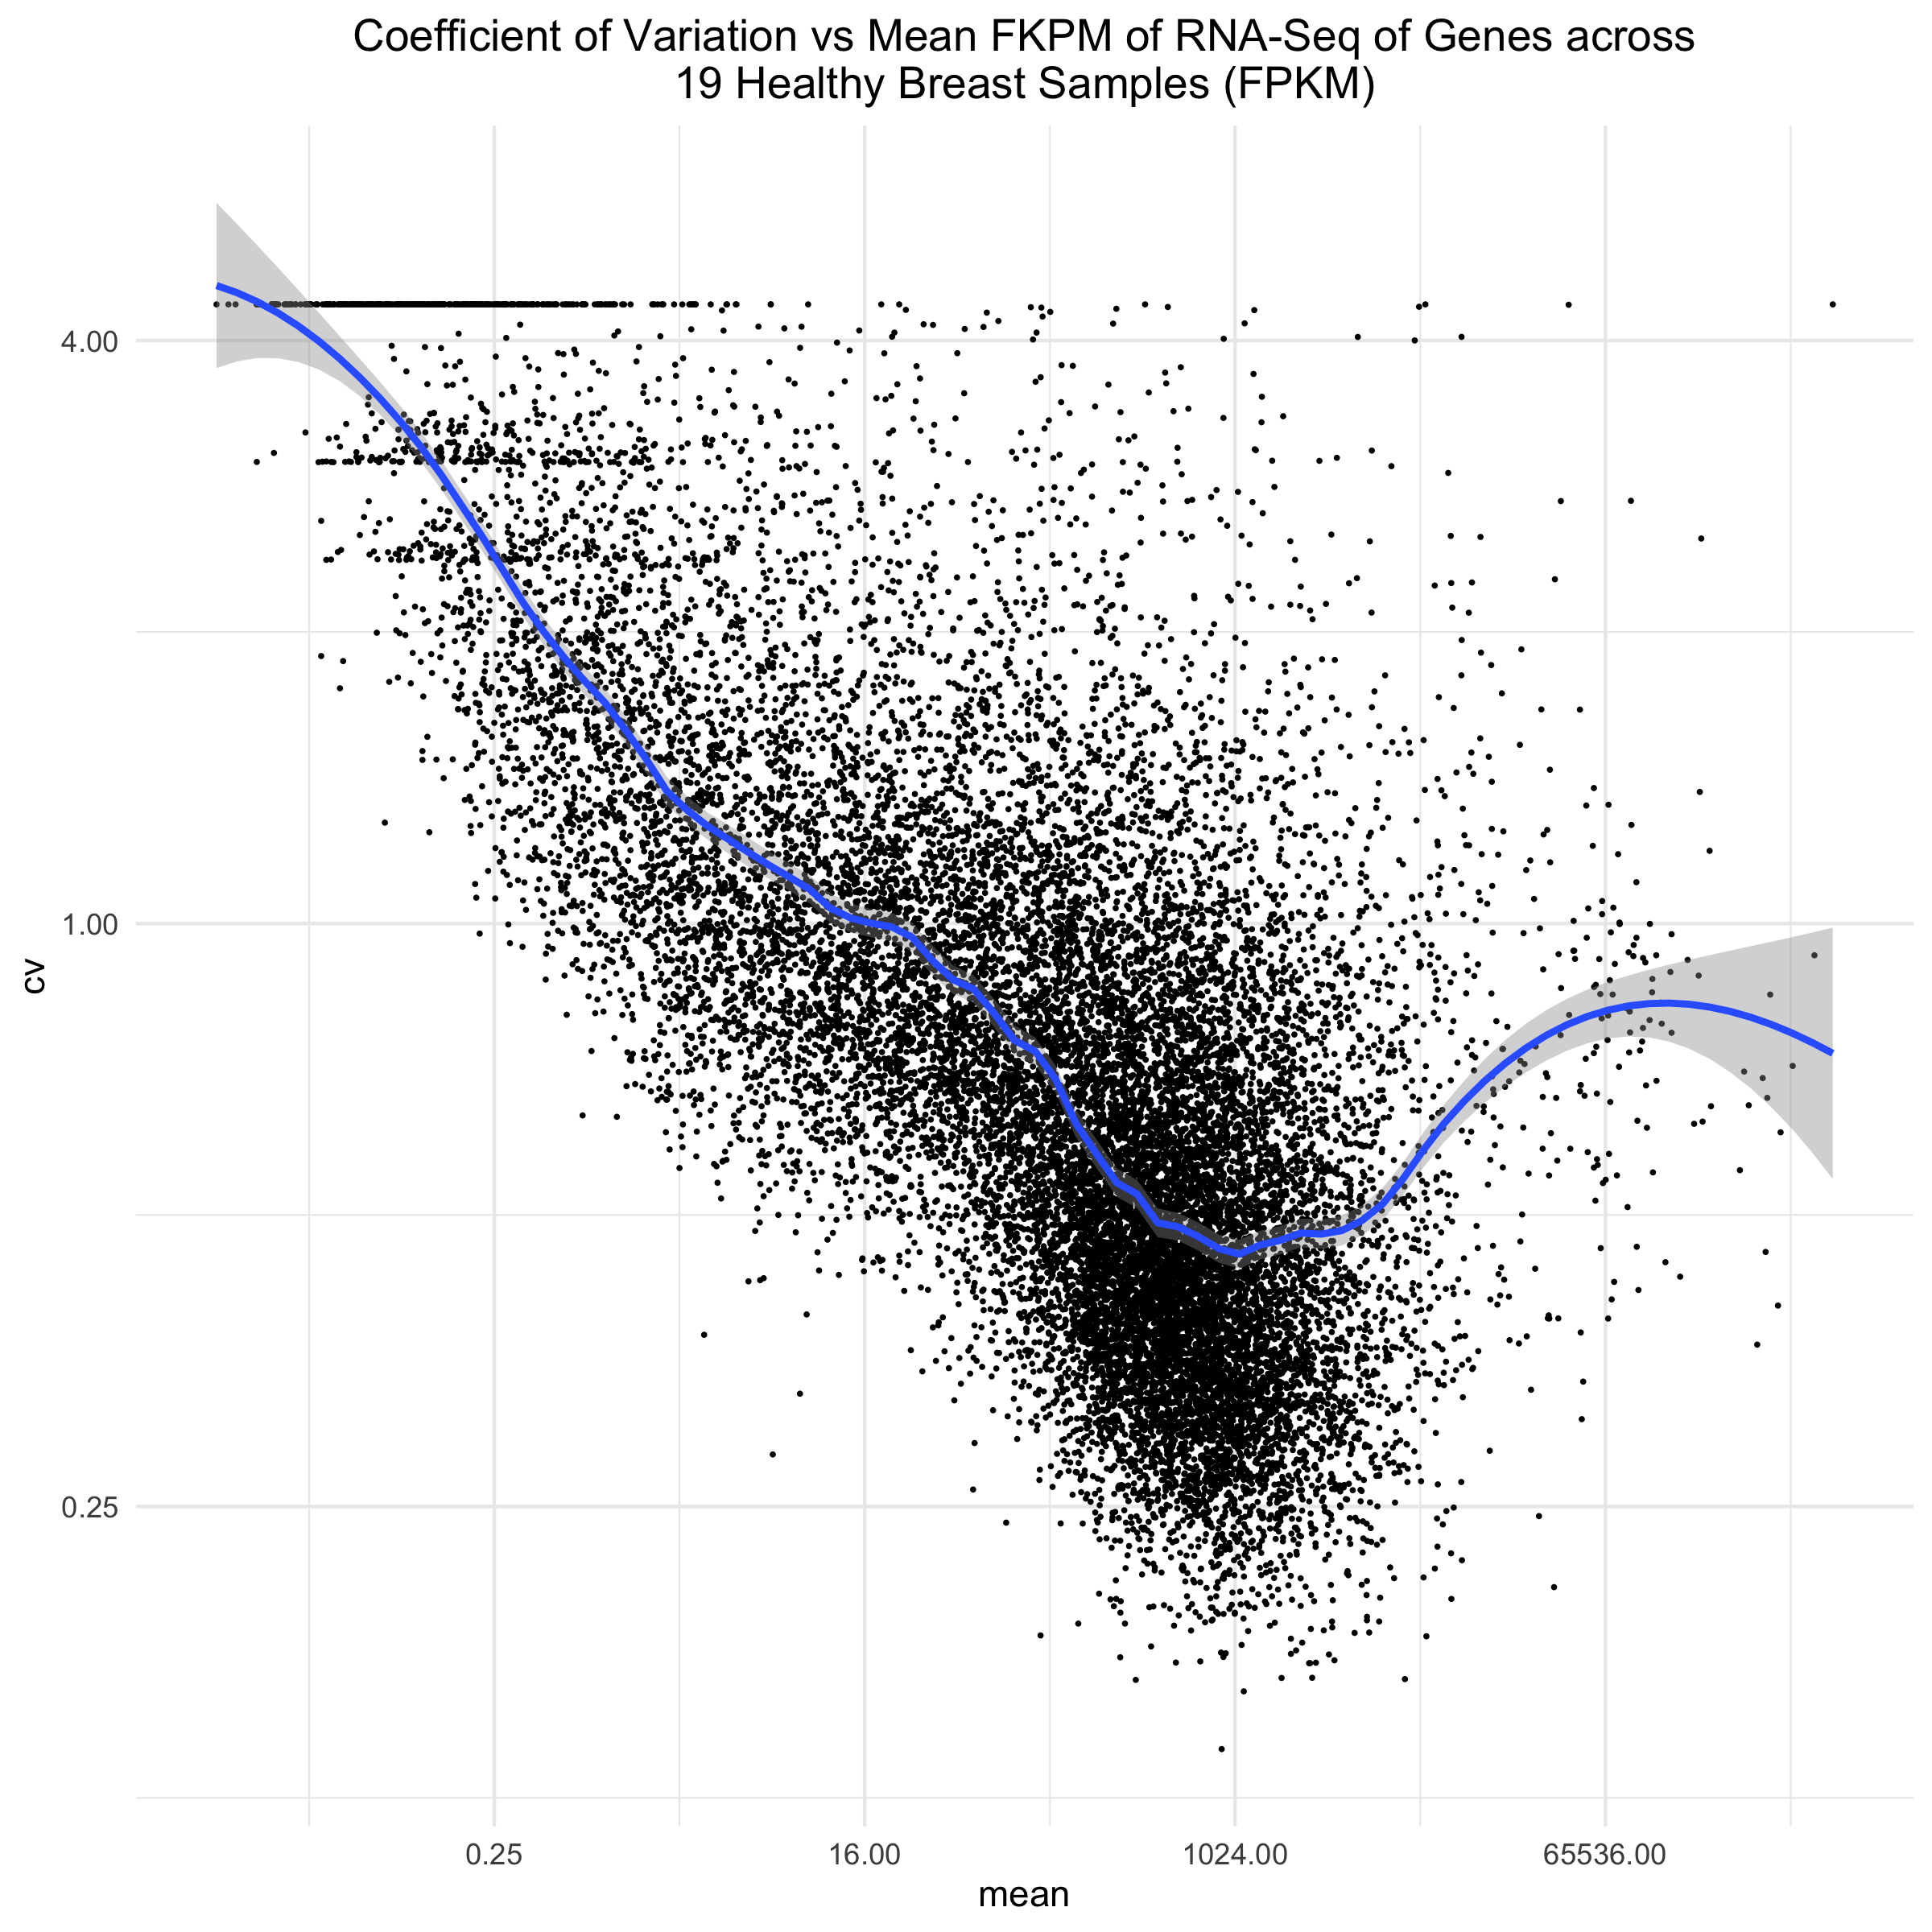 Coefficient of Variation vs Mean FKPM of RNA-Seq of Genes across
19 Healthy Breast Samples (FPKM)
4.00
1.00
cv
0.25
0.25 16.00 1024.00 65536.00
mean